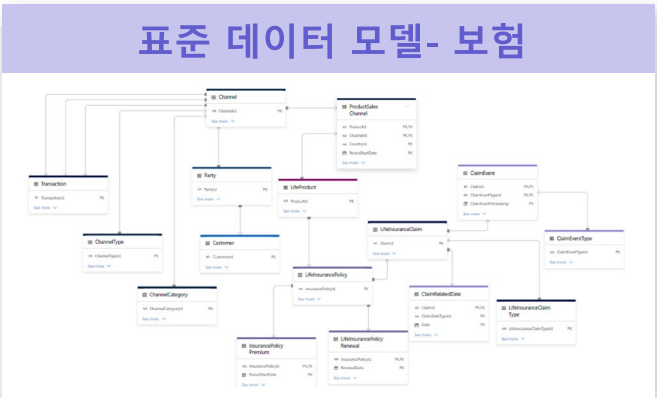 표준 데이터 모델- 보험
Channel
ChannelId PK
See more
ProductSales
Channel
ProductId PK,FK
ChannelId PK,FK
CountryId PK
PeriodStartDate PK
See more
Transaction
TransactionId PK
See more
Party
PartyId PK
See more
LifeProduct
ProductId PK
See more
ClaimEvent
ClaimId PK,FK
ClaimEventTypeId PK,FK
ClaimEventTimestamp PK
See more
ChannelType
ChannelTypeId PK
See more
Customer
CustomerId PK
See more
LifeInsuranceClaim
ClaimId PK
See more
ClaimEventType
ClaimEventTypeId PK
See more
ChannelCategory
ChannelCategoryId PK
See more
LifeInsurancePolicy
InsurancePolicyId PK
See more
ClaimRelatedDate
ClaimId PK,FK
ClaimDateTypeId PK
Date PK
See more
LifeInsuranceClaim
Type
LifeInsuranceClaimTypeId PK
See more
InsurancePolicy
Premium
InsurancePolicyId PK,FK
PeriodStartDate PK
See more
LifeInsurancePolicy
Renewal
InsurancePolicyId PK,FK
RenewalDate PK
See more